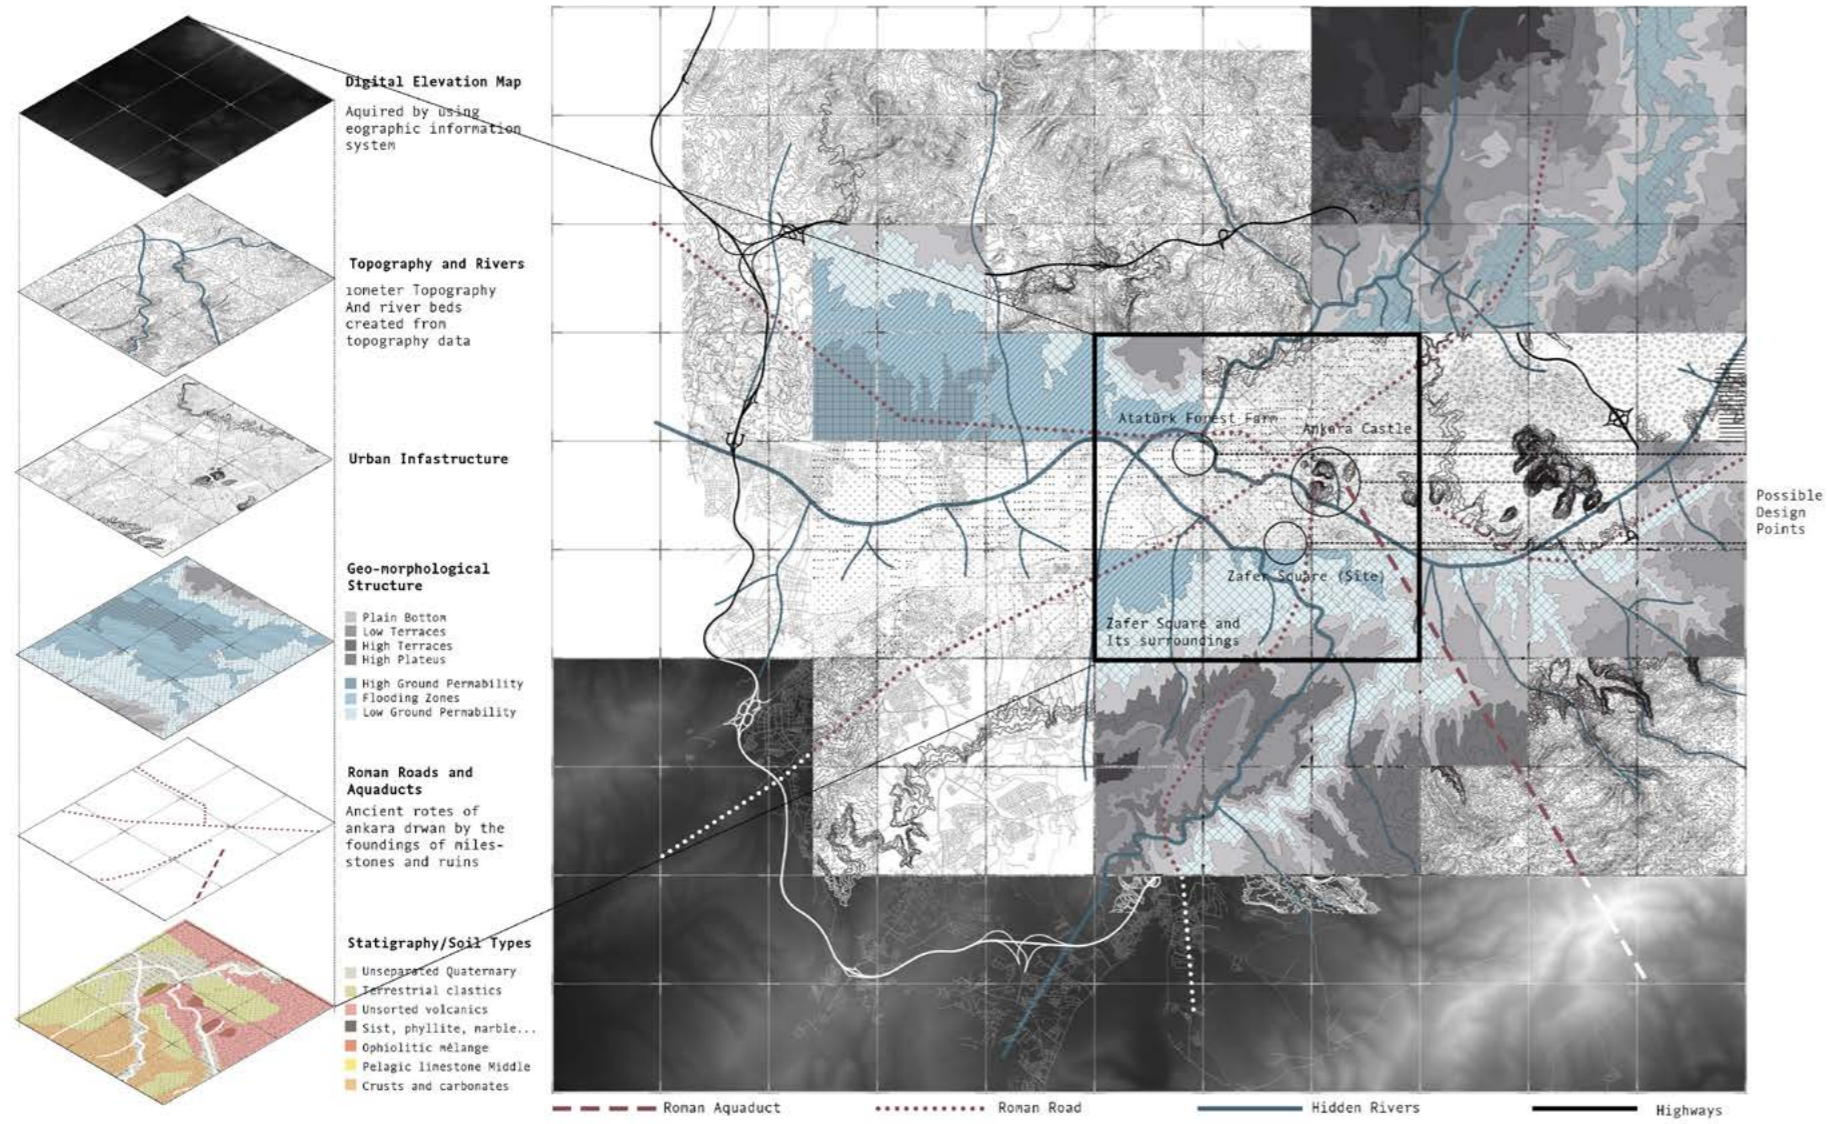 Digital Elevation Map
Aquired by using
eographic information
system
Topography and Rivers
10meter Topography
And river beds
created from
topography data
Urban Infastructure
Geo-morphological
Structure
Plain Bottom
Low Terraces
High Terraces
High Plateus
High Ground Permability
Flooding Zones
Low Ground Permability
Roman Roads and
Aquaducts
Ancient rotes of
ankara drwan by the
foundings of miles-
stones and ruins
Statigraphy/Soil Types
Unseparated Quaternary
Terrestrial clastics
Unsorted volcanics
Sist, phyllite, marble...
Ophiolitic mélange
Pelagic limestone Middle
Crusts and carbonates
Atatürk Forest Farm
Ankara Castle
Zafer Square (Site)
Zafer Square and
Its surroundings
Possible
Design
Points
Roman Aquaduct
Roman Road
Hidden Rivers
Highways